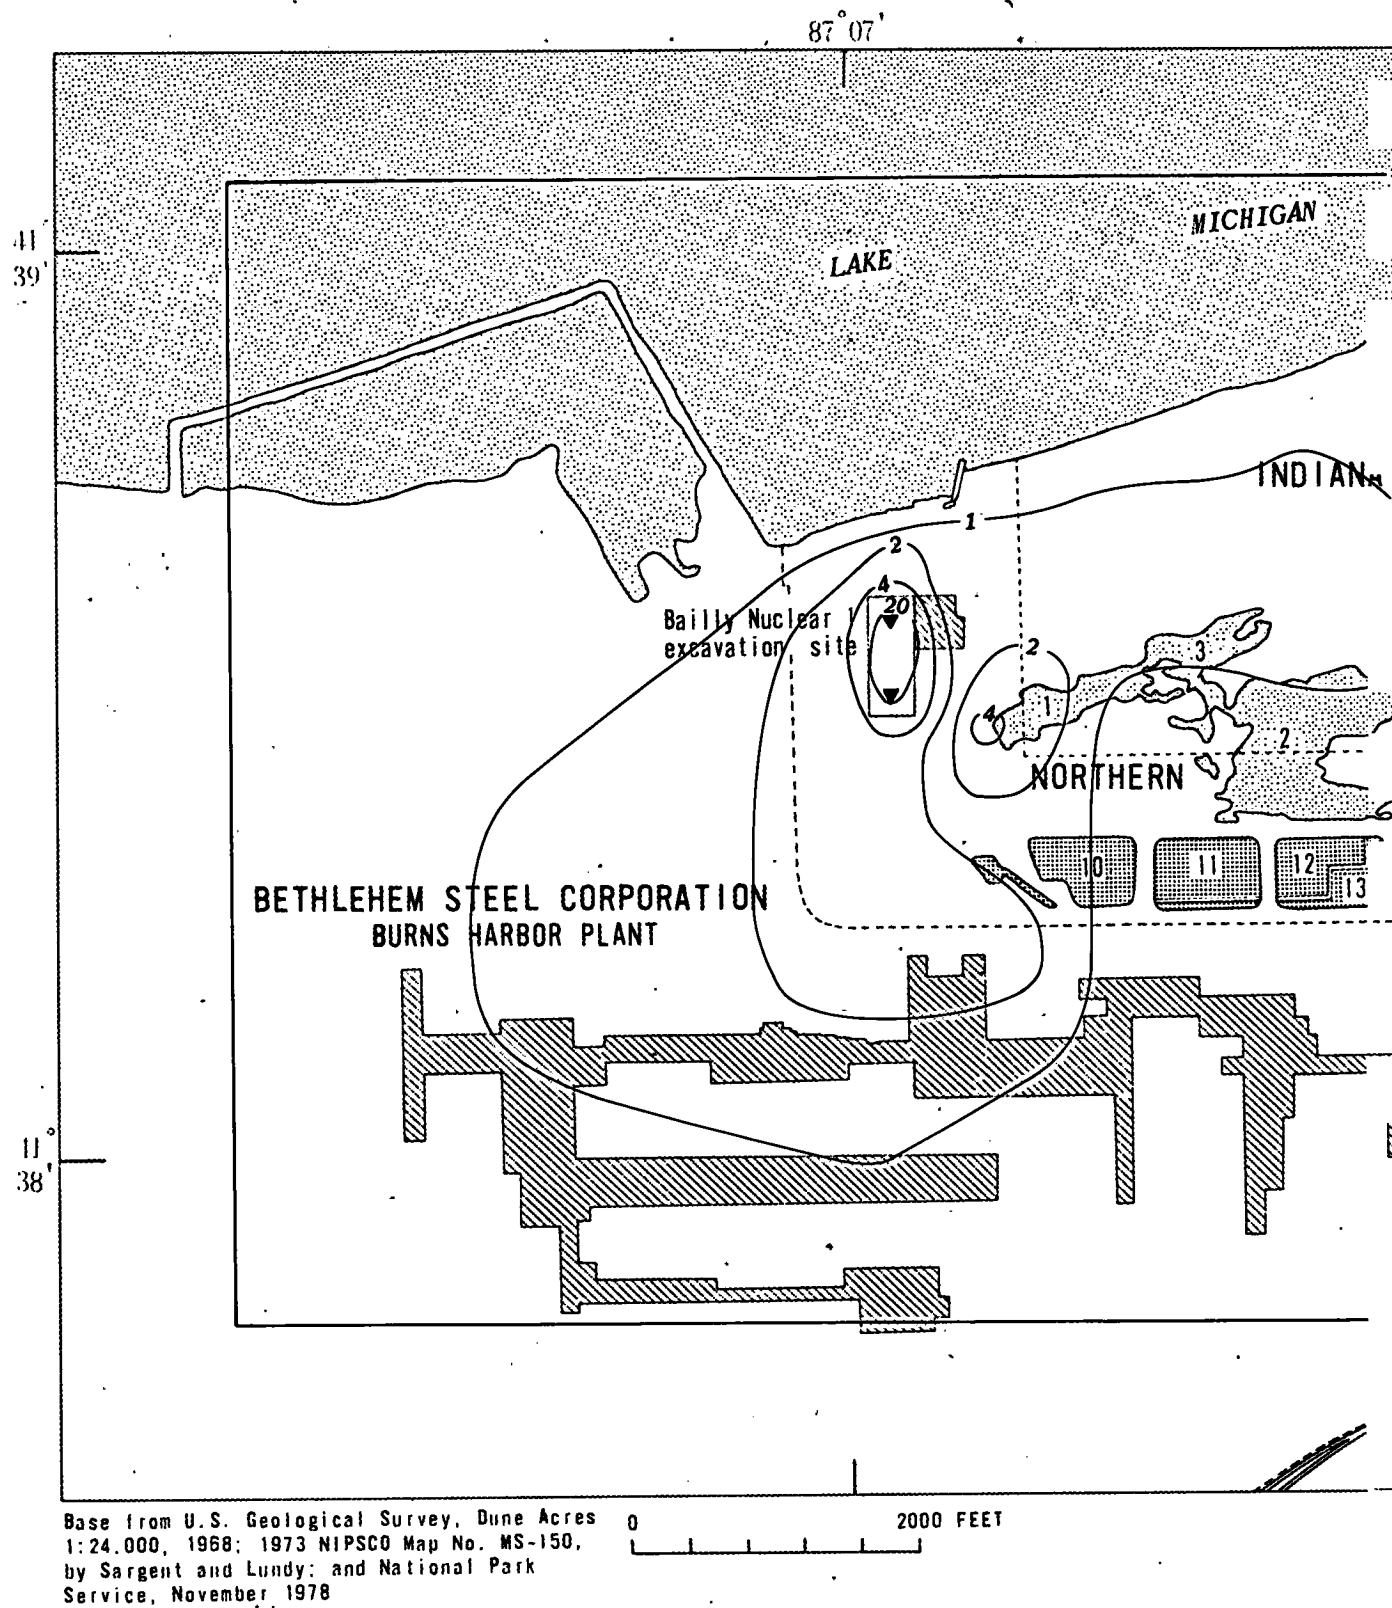 87°07'
MICHIGAN
41
39'
LAKE
INDIAN
1
2
4
20
Bailly Nuclear 1
excavation site
2
3
1
4
2
NORTHERN
10
11
12
13
BETHLEHEM STEEL CORPORATION
BURNS HARBOR PLANT
38'
Base from U.S. Geological Survey, Dune Acres
1:24.000, 1968; 1973 NIPSCO Map No. MS-150,
by Sargent and Lundy; and National Park
Service, November 1978
0
2000 FEET